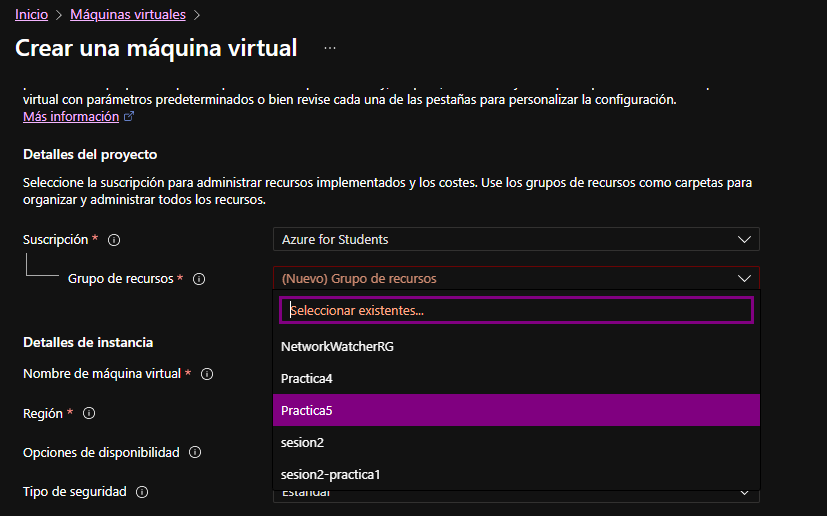 Inicio > Máquinas virtuales >
Crear una máquina virtual ...
virtual con parámetros predeterminados o bien revise cada una de las pestañas para personalizar la configuración.
Más información
Detalles del proyecto
Seleccione la suscripción para administrar recursos implementados y los costes. Use los grupos de recursos como carpetas para
organizar y administrar todos los recursos.
Suscripción * Azure for Students
Grupo de recursos * (Nuevo) Grupo de recursos
Seleccionar existentes...
Detalles de instancia
NetworkWatcherRG
Nombre de máquina virtual *
Practica4
Región *
Practica5
Opciones de disponibilidad
sesion2
sesion2-practica1
Tipo de seguridad
Estándar